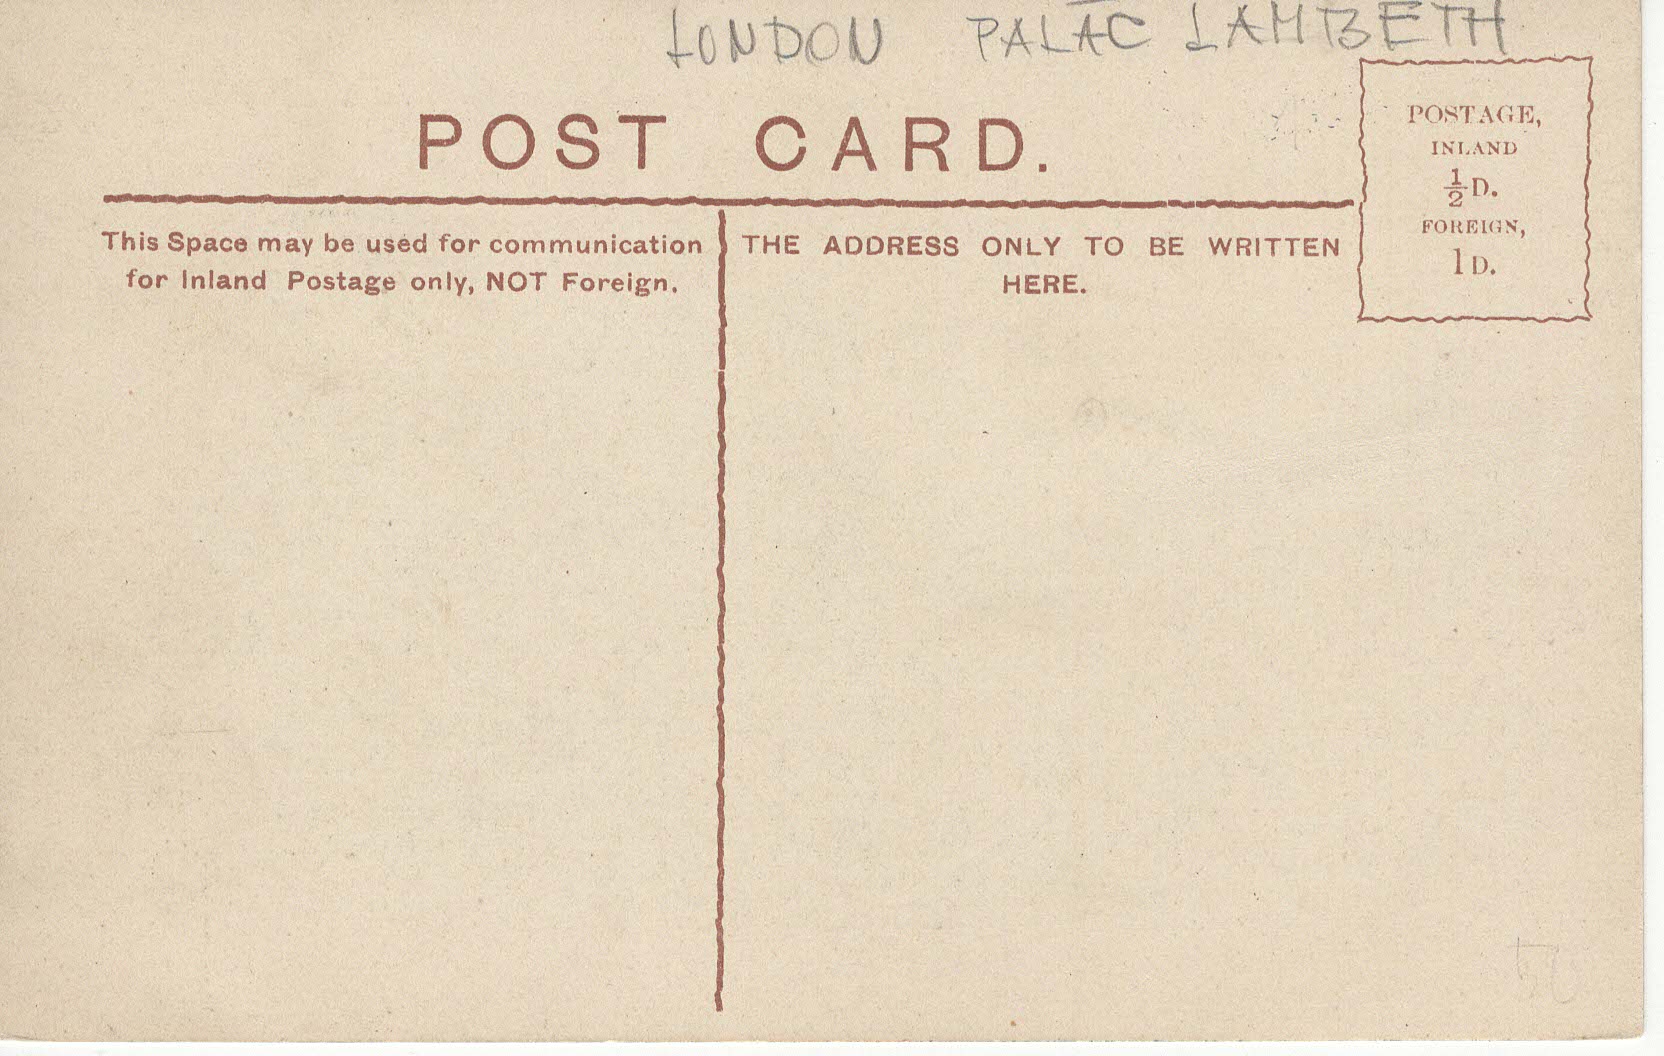 LONDON PALAC LAMBETH
POST CARD.
This Space may be used for communication
for Inland Postage only, NOT Foreign.
THE ADDRESS ONLY TO BE WRITTEN
HERE.
POSTAGE,
INLAND
½D.
FOREIGN,
1D.